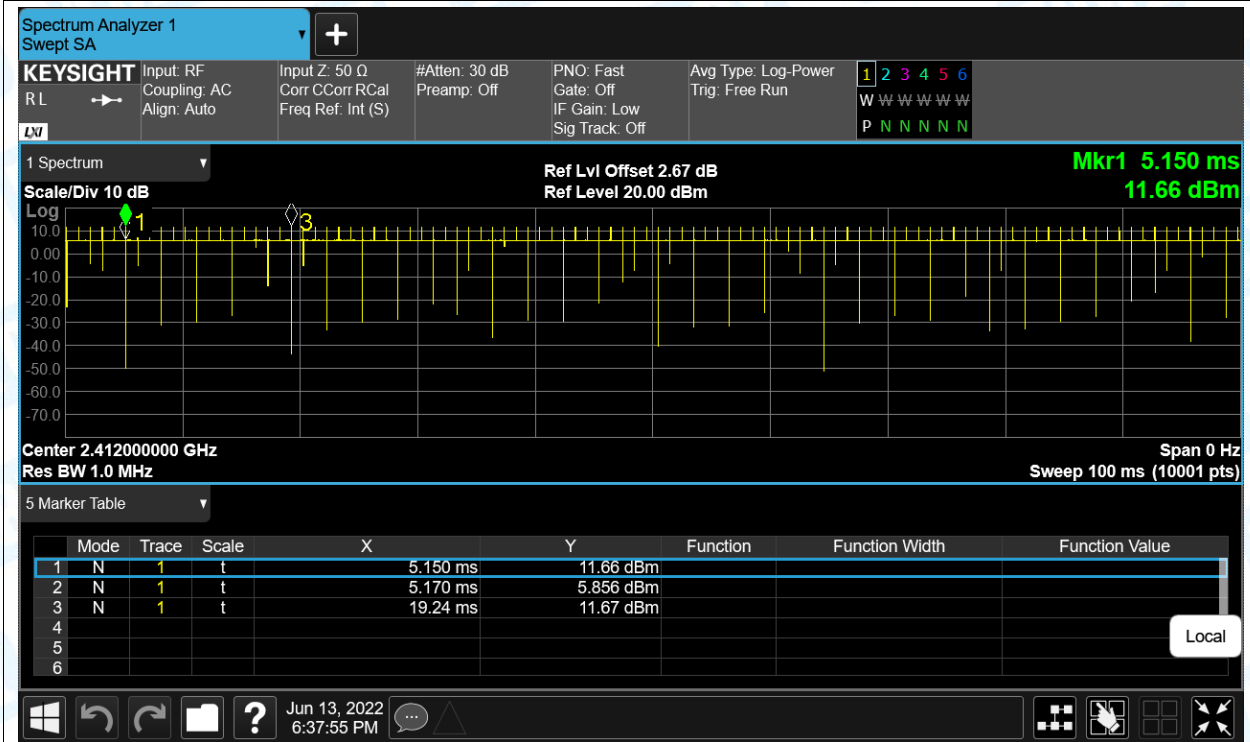 Spectrum Analyzer 1
Swept SA
+
KEYSIGHT Input: RF Input Z: 50 Ω #Atten: 30 dB PNO: Fast Avg Type: Log-Power 1 2 3 4 5 6
R L Coupling: AC Corr CCorr RCal Preamp: Off Gate: Off Trig: Free Run W W W W W W
Align: Auto Freq Ref: Int (S) IF Gain: Low
LXI Sig Track: Off P N N N N N
1 Spectrum Ref Lvl Offset 2.67 dB Mkr1 5.150 ms
Scale/Div 10 dB Ref Level 20.00 dBm 11.66 dBm
Log
1 3
10.0
0.00
-10.0
-20.0
-30.0
-40.0
-50.0
-60.0
-70.0
Center 2.412000000 GHz Span 0 Hz
Res BW 1.0 MHz Sweep 100 ms (10001 pts)
5 Marker Table
Mode Trace Scale X Y Function Function Width Function Value
1 N 1 t 5.150 ms 11.66 dBm
2 N 1 t 5.170 ms 5.856 dBm
3 N 1 t 19.24 ms 11.67 dBm
4
5
6
Local
? Jun 13, 2022
6:37:55 PM